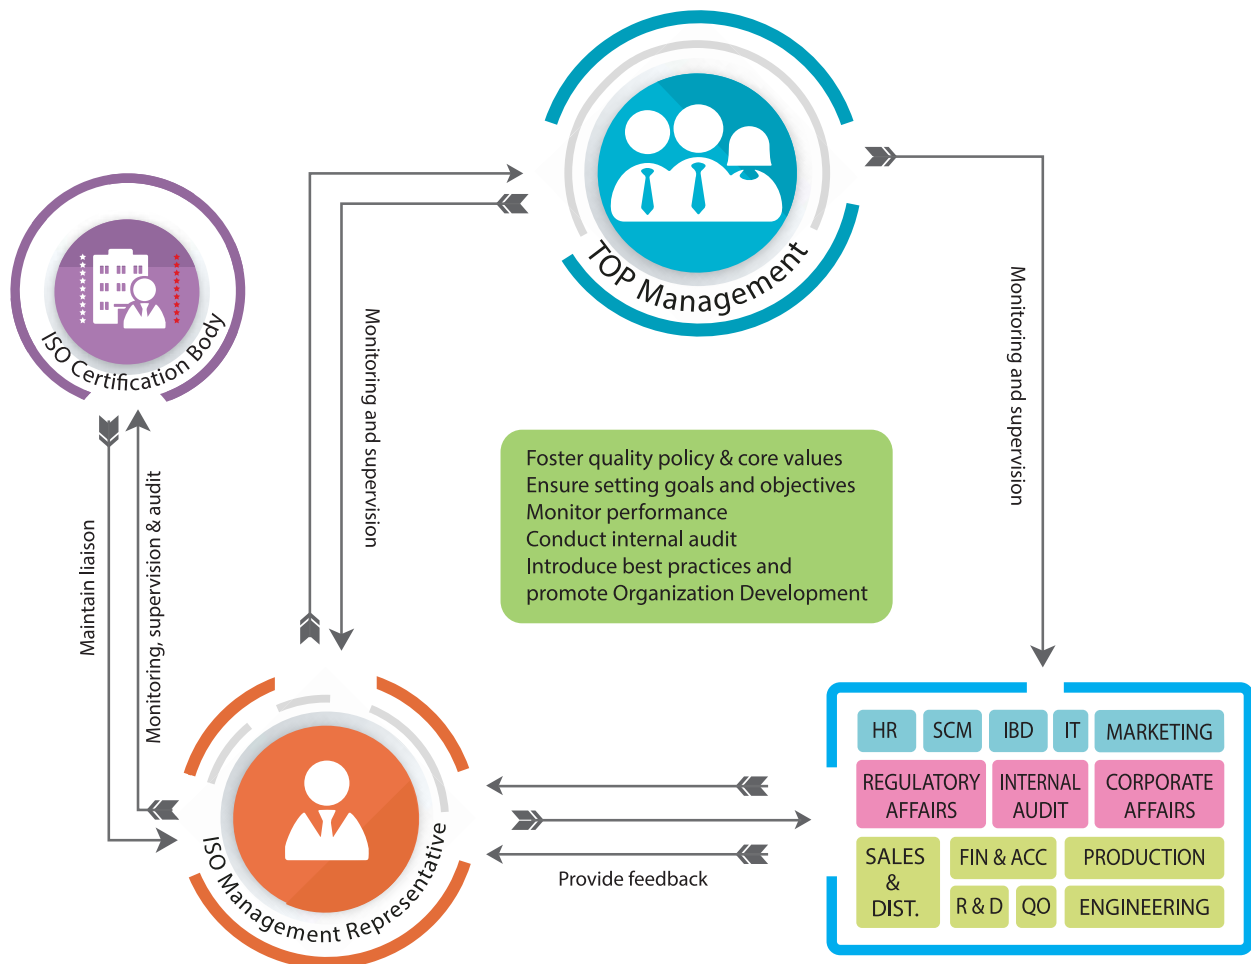 TOP Management
ISO Certification Body
Monitoring and supervision
Monitoring and supervision
Foster quality policy & core values
Ensure setting goals and objectives
Monitor performance
Conduct internal audit
Introduce best practices and
promote Organization Development
Maintain liaison
Monitoring, supervision & audit
ISO Management Representative
Provide feedback
HR SCM IBD IT MARKETING
REGULATORY
AFFAIRS
INTERNAL
AUDIT
CORPORATE
AFFAIRS
SALES
&
DIST.
FIN & ACC PRODUCTION
R & D QO ENGINEERING